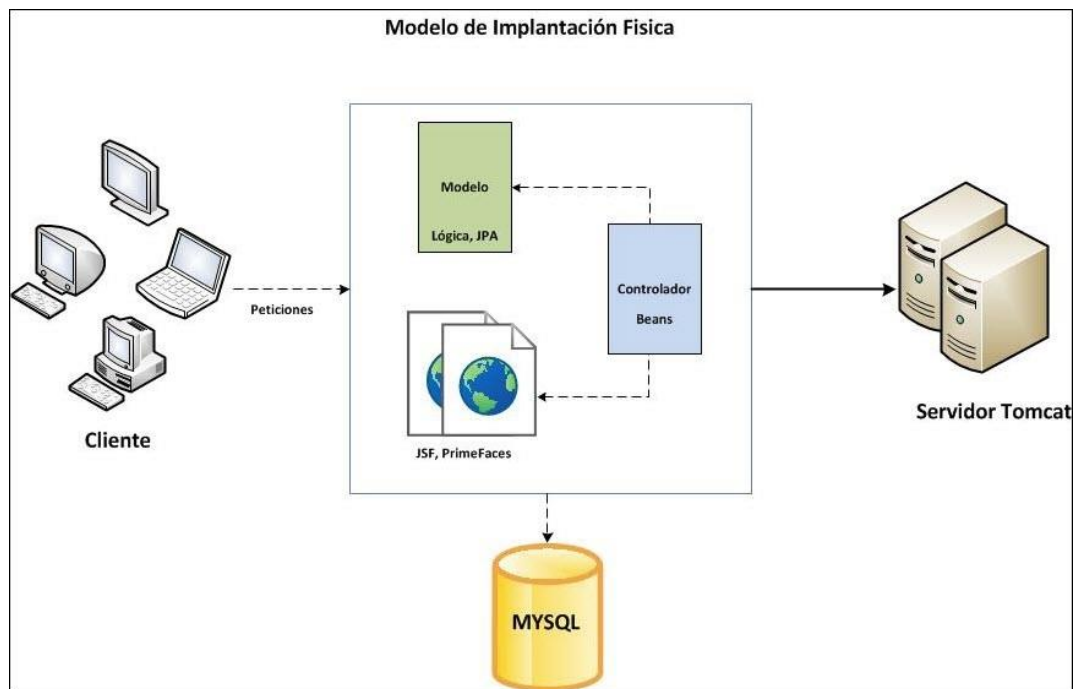 Modelo de Implantación Fisica
Modelo
Lógica, JPA
Controlador
Beans
Peticiones
Cliente
JSF, PrimeFaces
Servidor Tomcat
MYSQL